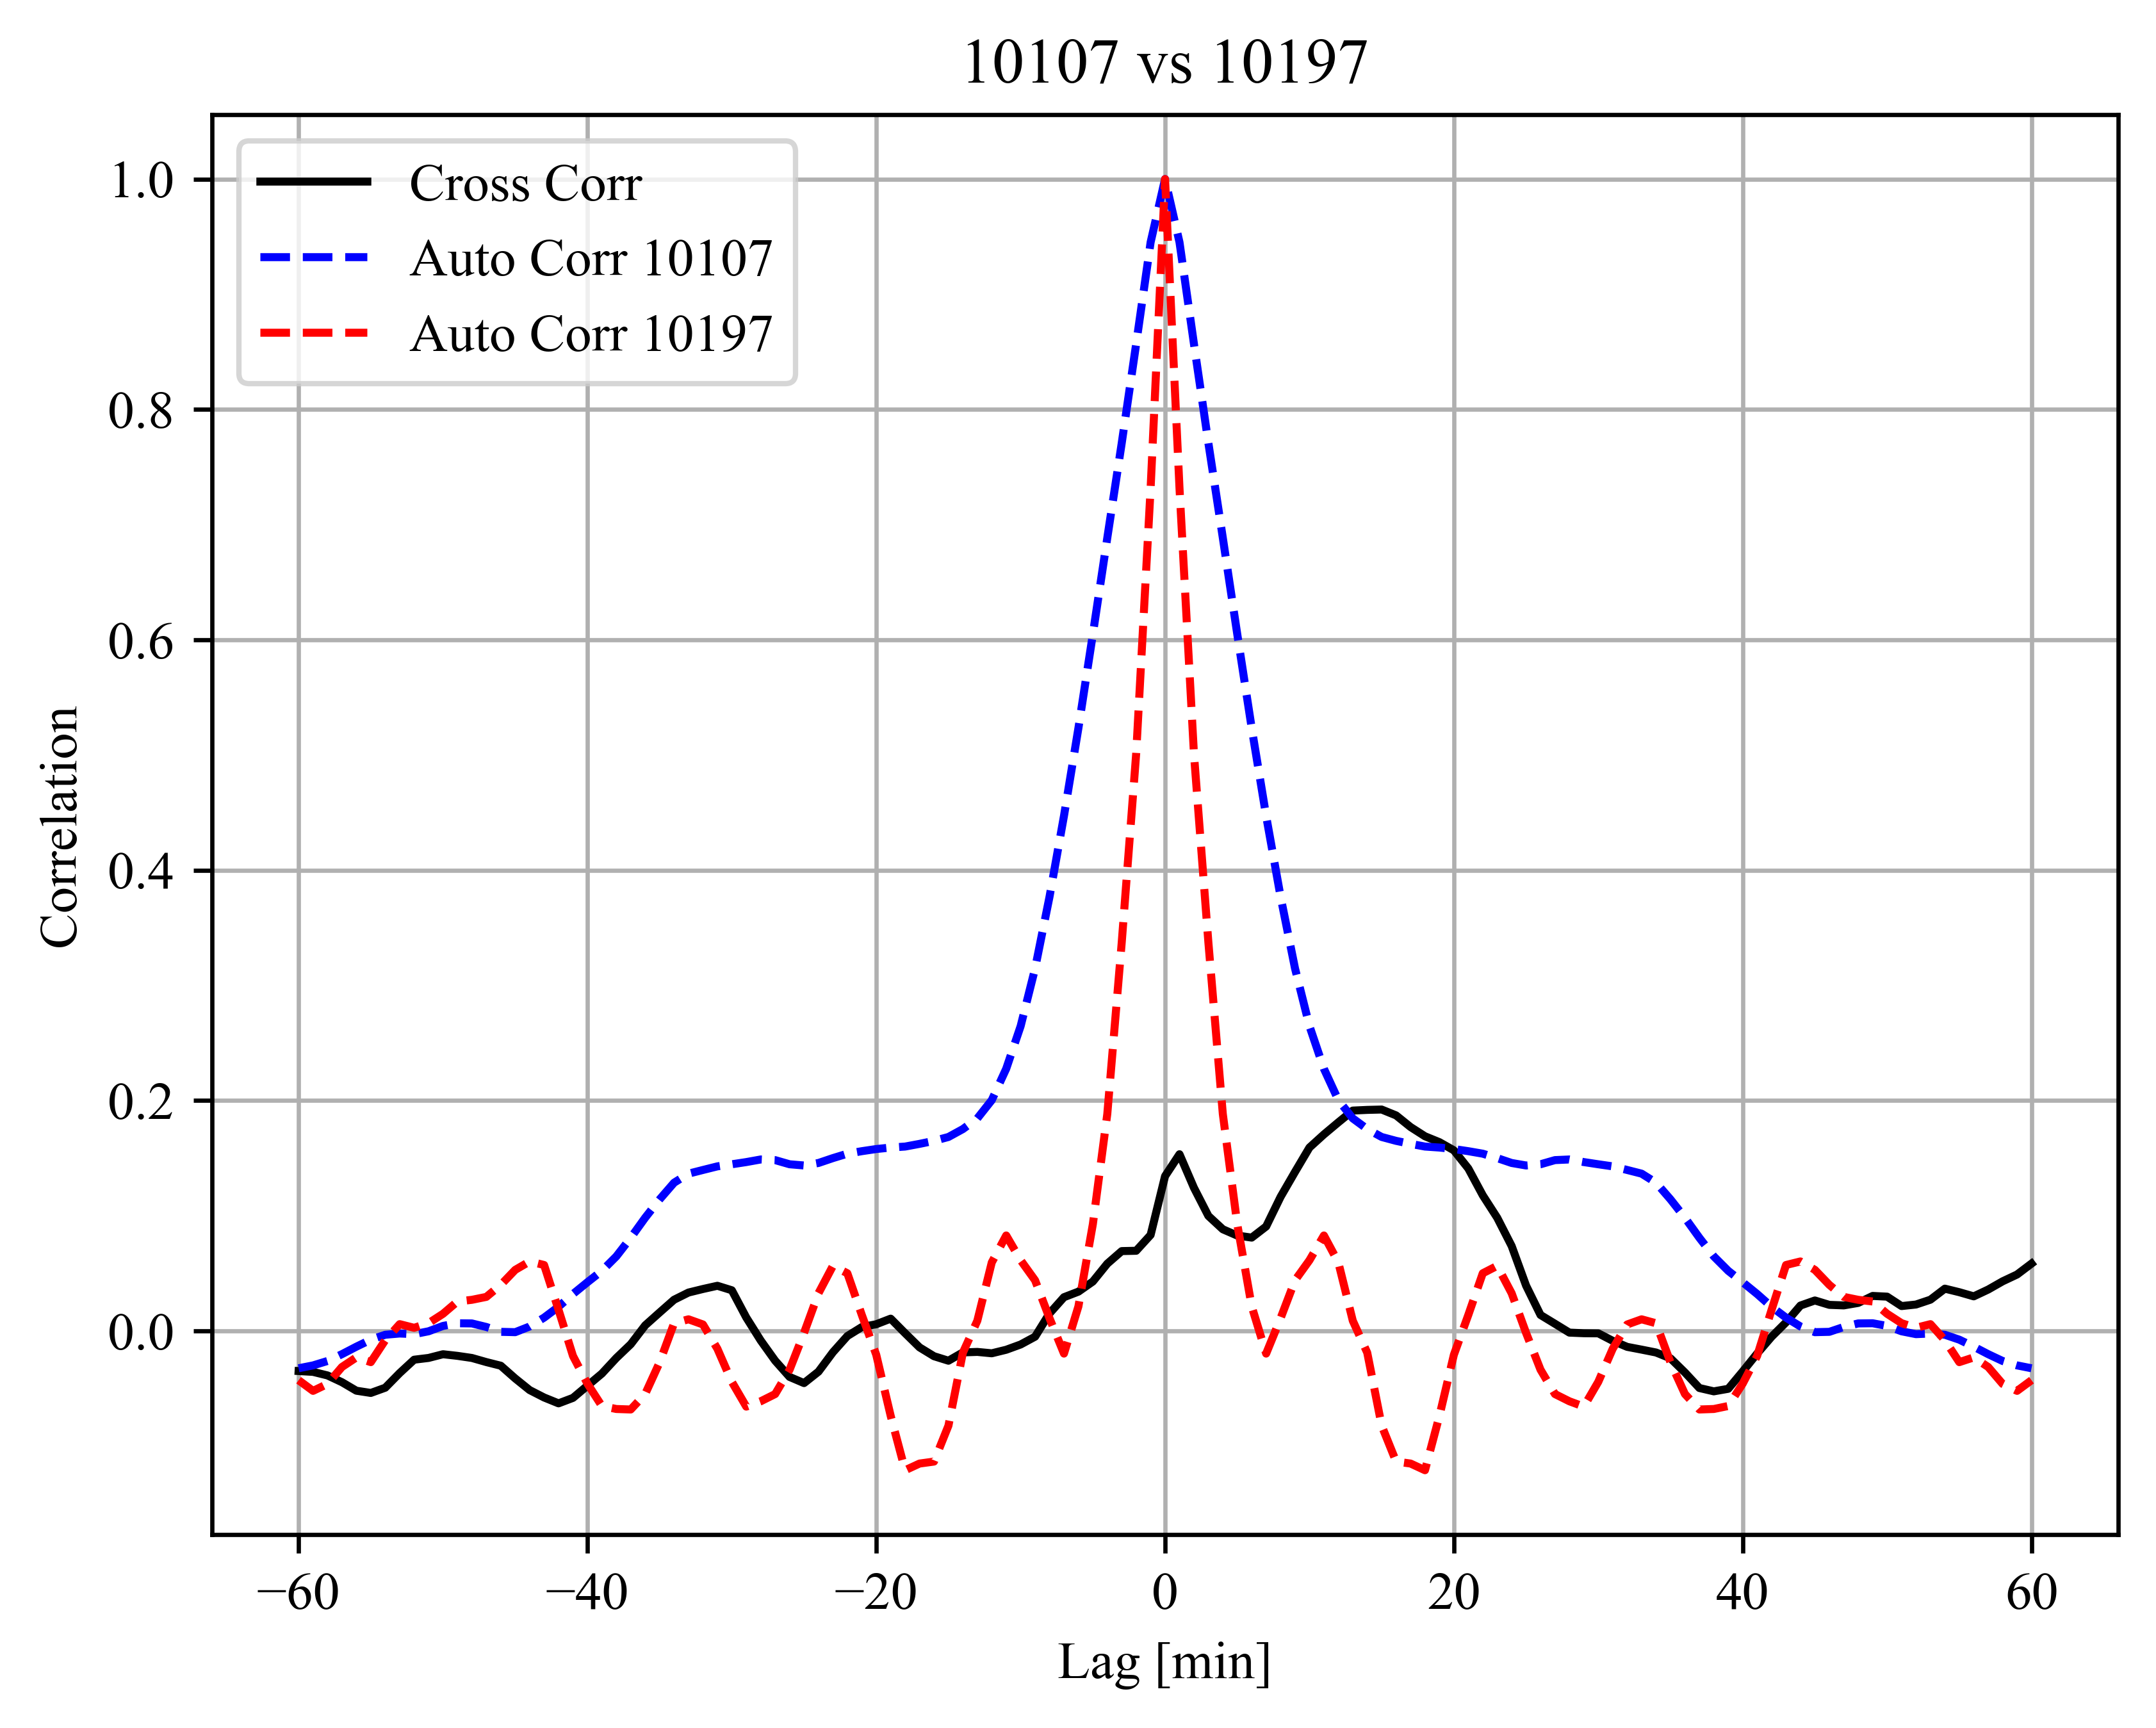 10107 vs 10197
Cross Corr
Auto Corr 10107
Auto Corr 10197
1.0
0.8
0.6
0.4
0.2
0.0
Correlation
−60 −40 −20 0 20 40 60
Lag [min]